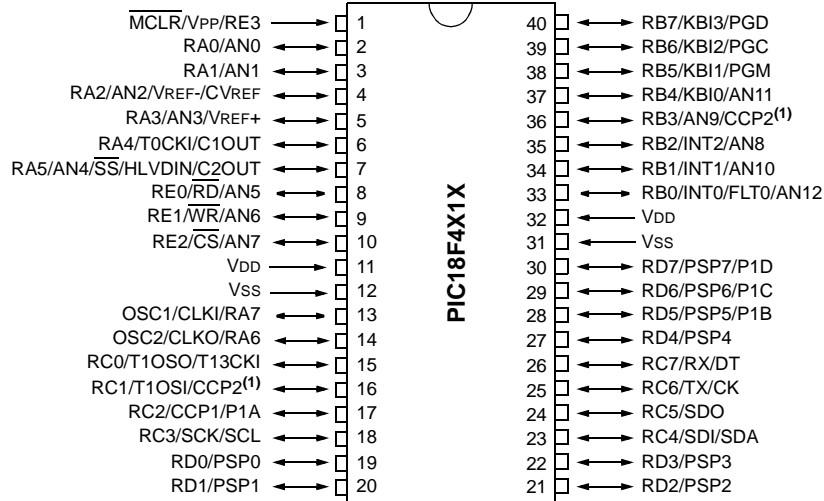 MCLR/VPP/RE3 1 40 RB7/KBI3/PGD
RA0/AN0 2 39 RB6/KBI2/PGC
RA1/AN1 3 38 RB5/KBI1/PGM
RA2/AN2/VREF-/CVREF 4 37 RB4/KBI0/AN11
RA3/AN3/VREF+ 5 36 RB3/AN9/CCP2(1)
RA4/T0CKI/C1OUT 6 35 RB2/INT2/AN8
RA5/AN4/SS/HLVDIN/C2OUT 7 34 RB1/INT1/AN10
RE0/RD/AN5 8 33 RB0/INT0/FLT0/AN12
RE1/WR/AN6 9 32 VDD
RE2/CS/AN7 10 31 VSS
VDD 11 30 RD7/PSP7/P1D
VSS 12 29 RD6/PSP6/P1C
OSC1/CLKI/RA7 13 28 RD5/PSP5/P1B
OSC2/CLKO/RA6 14 27 RD4/PSP4
RC0/T1OSO/T13CKI 15 26 RC7/RX/DT
RC1/T1OSI/CCP2(1) 16 25 RC6/TX/CK
RC2/CCP1/P1A 17 24 RC5/SDO
RC3/SCK/SCL 18 23 RC4/SDI/SDA
RD0/PSP0 19 22 RD3/PSP3
RD1/PSP1 20 21 RD2/PSP2
PIC18F4X1X